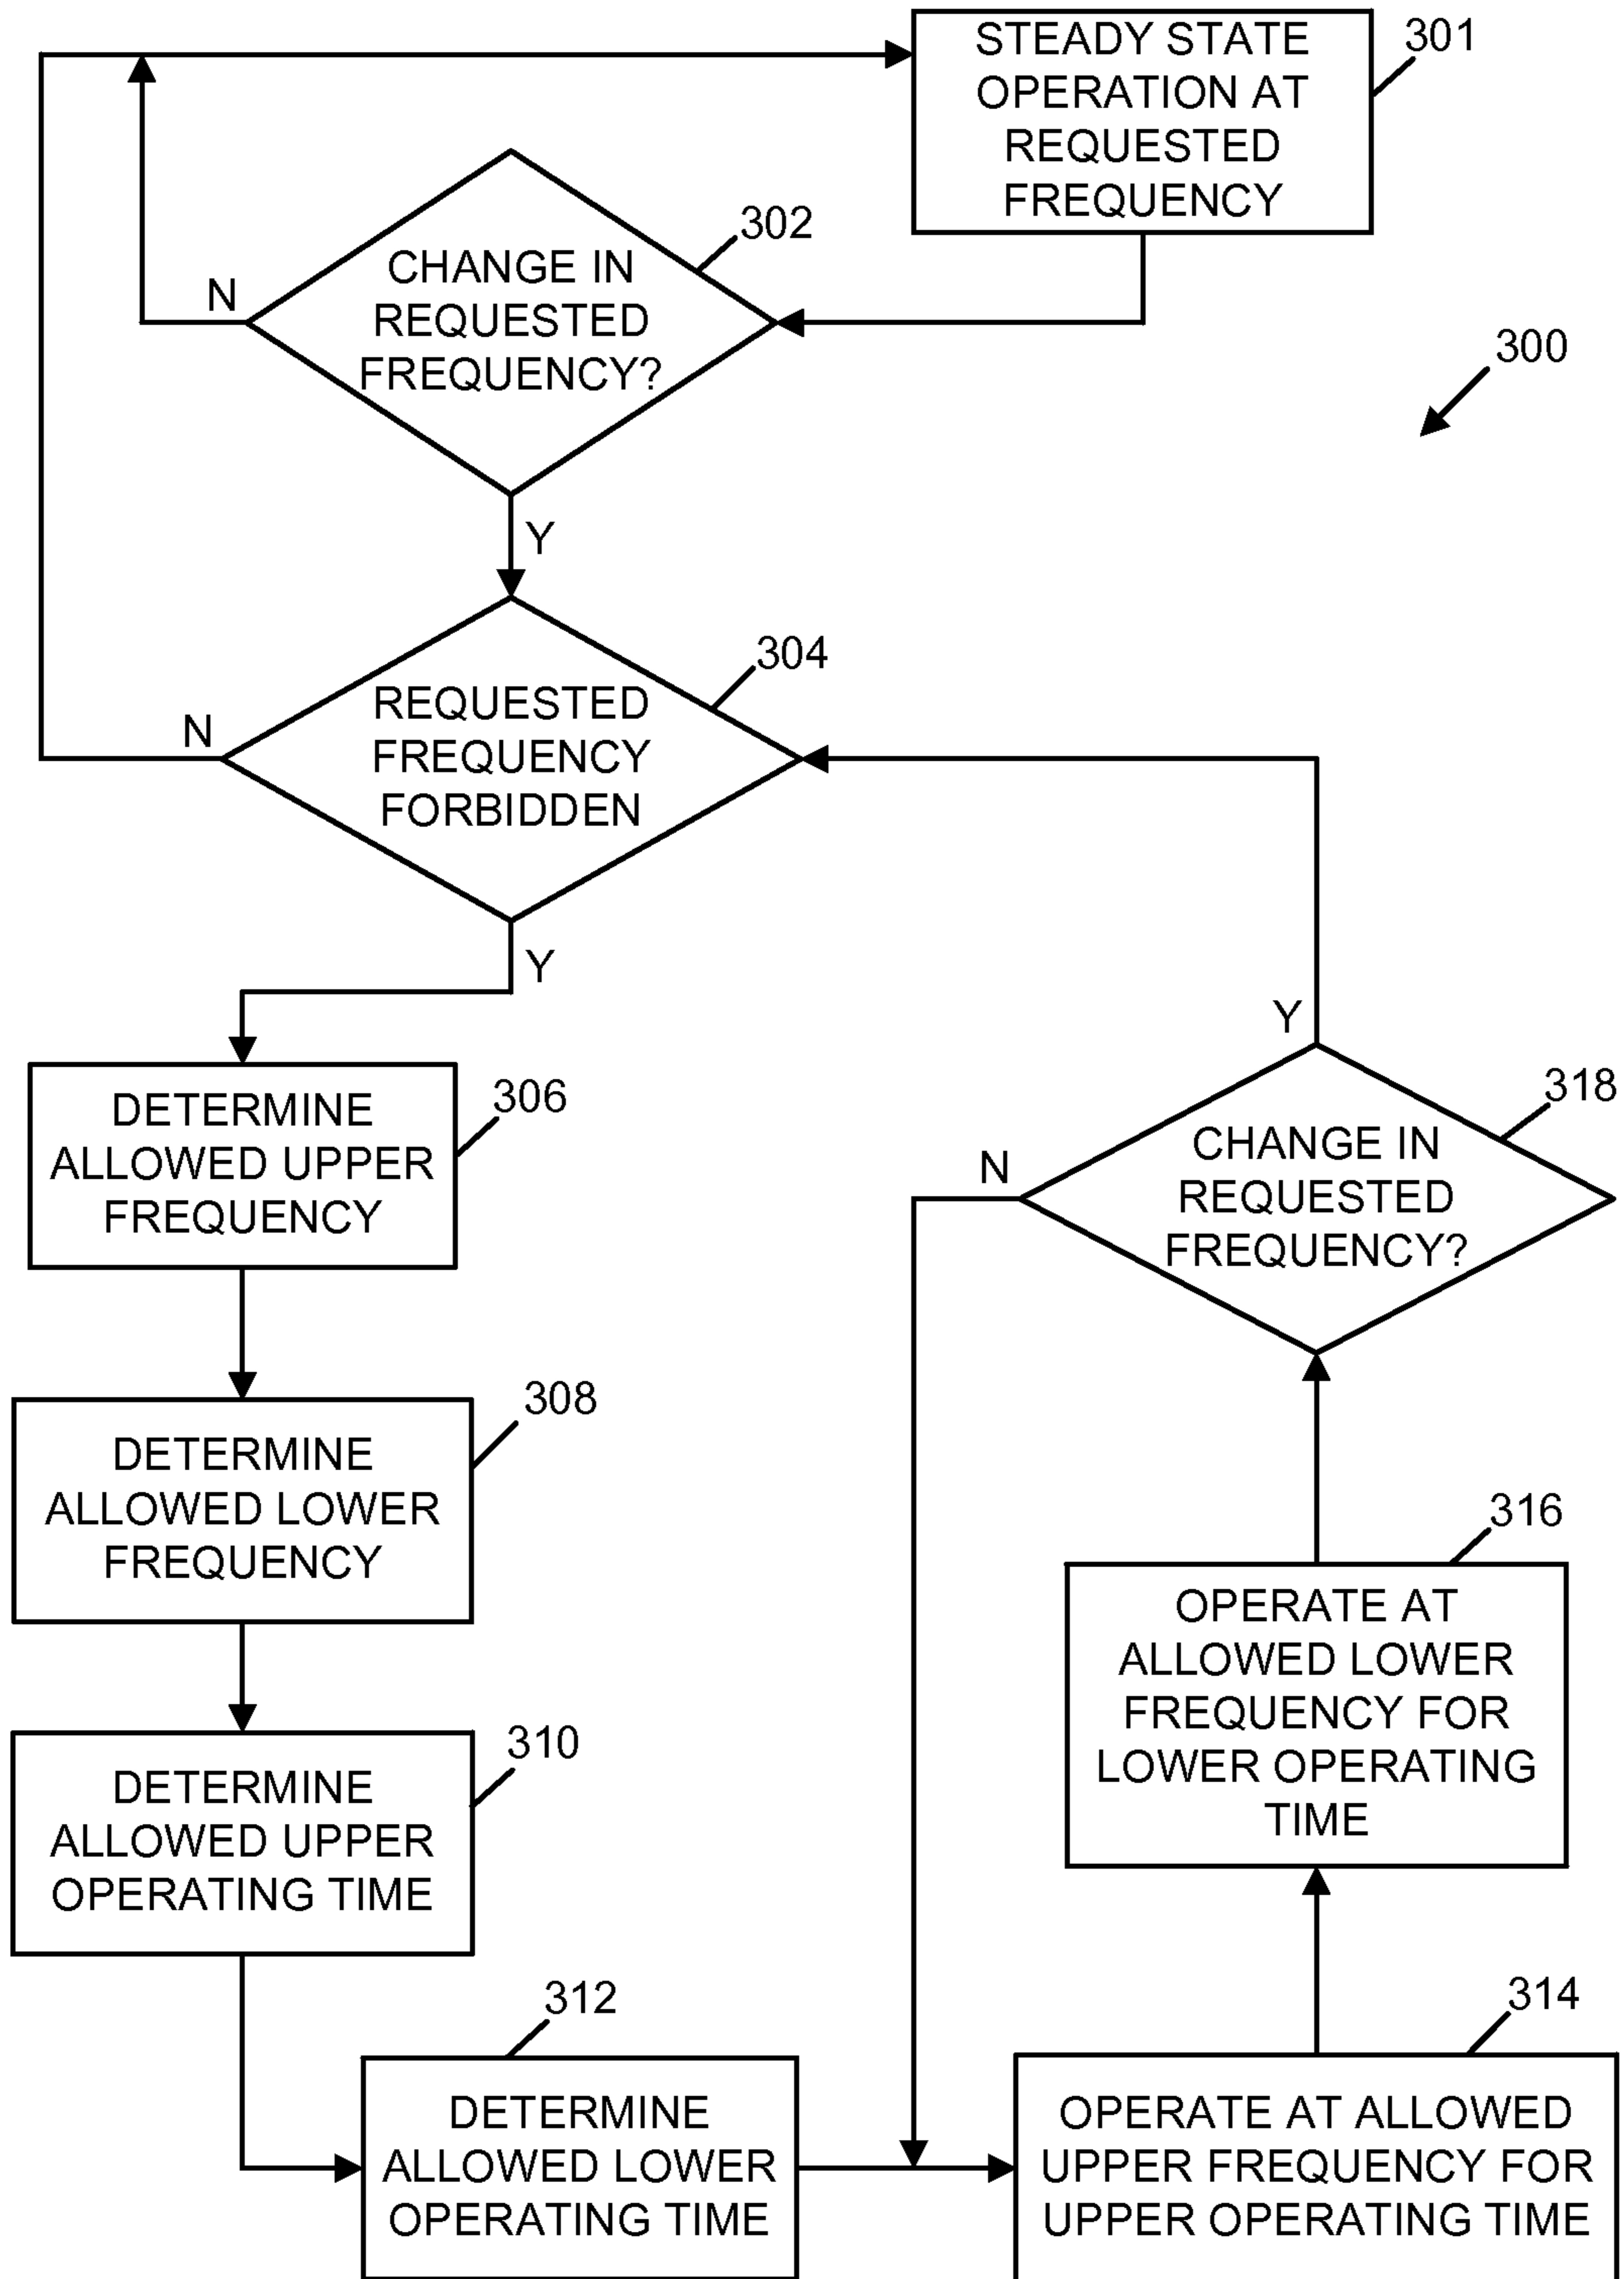 STEADY STATE
OPERATION AT
REQUESTED
FREQUENCY
301
302
CHANGE IN
REQUESTED
FREQUENCY?
N
Y
300
304
REQUESTED
FREQUENCY
FORBIDDEN
N
Y
306
DETERMINE
ALLOWED UPPER
FREQUENCY
308
DETERMINE
ALLOWED LOWER
FREQUENCY
310
DETERMINE
ALLOWED UPPER
OPERATING TIME
312
DETERMINE
ALLOWED LOWER
OPERATING TIME
314
OPERATE AT ALLOWED
UPPER FREQUENCY FOR
UPPER OPERATING TIME
316
OPERATE AT
ALLOWED LOWER
FREQUENCY FOR
LOWER OPERATING
TIME
318
CHANGE IN
REQUESTED
FREQUENCY?
N
Y